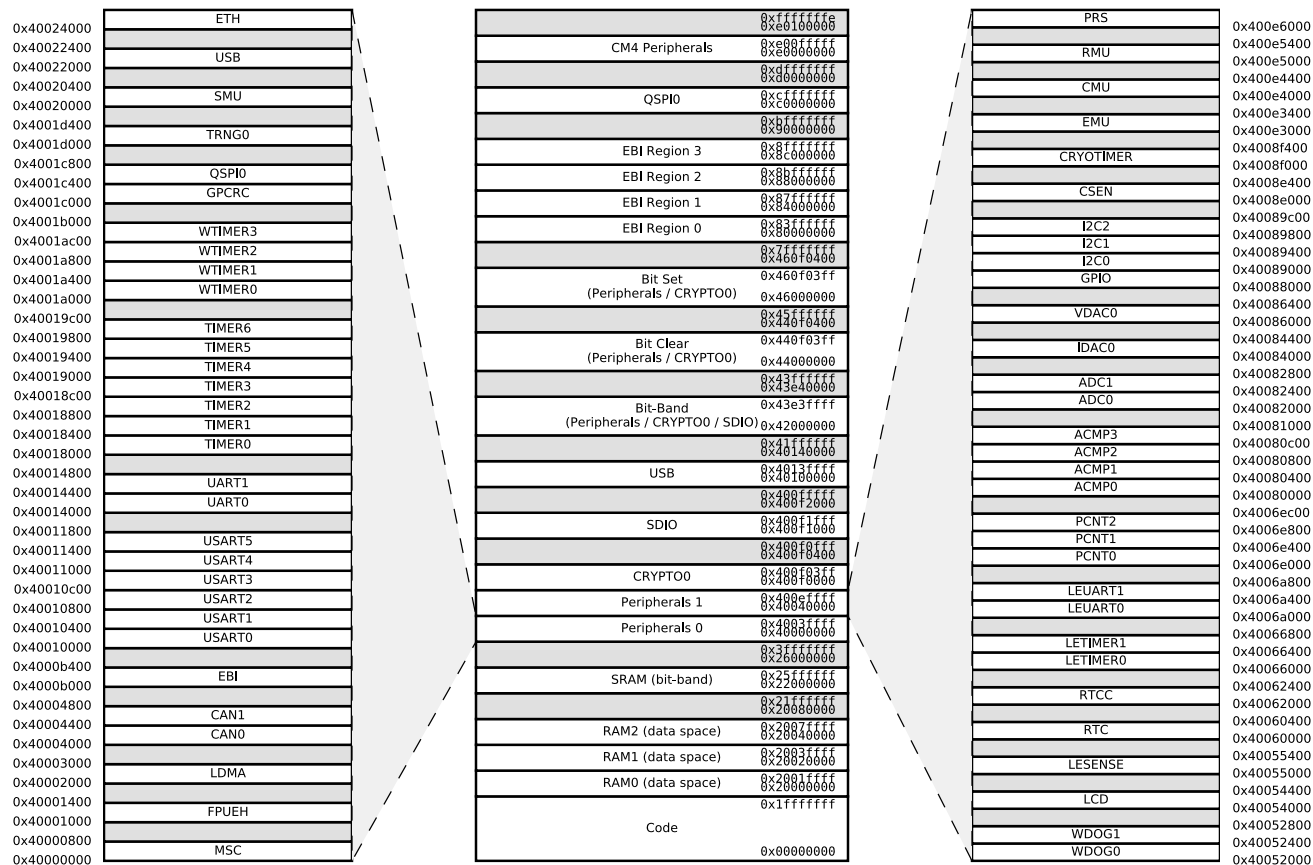 ETH
0x40024000
0x40022400
USB
0x40022000
0x40020400
SMU
0x40020000
0x4001d400
TRNG0
0x4001d000
0x4001c800
QSPI0
0x4001c400
GPCRC
0x4001c000
0x4001b000
WTIMER3
0x4001ac00
WTIMER2
0x4001a800
WTIMER1
0x4001a400
WTIMER0
0x4001a000
0x40019c00
TIMER6
0x40019800
TIMER5
0x40019400
TIMER4
0x40019000
TIMER3
0x40018c00
TIMER2
0x40018800
TIMER1
0x40018400
TIMER0
0x40018000
0x40014800
UART1
0x40014400
UART0
0x40014000
0x40011800
USART5
0x40011400
USART4
0x40011000
USART3
0x40010c00
USART2
0x40010800
USART1
0x40010400
USART0
0x40010000
0x4000b400
EBI
0x4000b000
0x40004800
CAN1
0x40004400
CAN0
0x40004000
0x40003000
LDMA
0x40002000
0x40001400
FPUEH
0x40001000
0x40000800
MSC
0x40000000
0xfffffffe
0xe0100000
0xe00fffff
CM4 Peripherals
0xe0000000
0xdfffffff
0xd0000000
0xcfffffff
QSPI0
0xc0000000
0xbfffffff
0x90000000
0x8fffffff
EBI Region 3
0x8c000000
0x8bffffff
EBI Region 2
0x88000000
0x87ffffff
EBI Region 1
0x84000000
0x83ffffff
EBI Region 0
0x80000000
0x7fffffff
0x460f0400
0x460f03ff
Bit Set
(Peripherals / CRYPTO0)
0x46000000
0x45ffffff
0x440f0400
0x440f03ff
Bit Clear
(Peripherals / CRYPTO0)
0x44000000
0x43ffffff
0x43e40000
0x43e3ffff
Bit-Band
(Peripherals / CRYPTO0 / SDIO)
0x42000000
0x41ffffff
0x40140000
0x4013ffff
USB
0x40100000
0x400fffff
0x400f2000
0x400f1fff
SDIO
0x400f1000
0x400f0fff
0x400f0400
0x400f03ff
CRYPTO0
0x400f0000
0x400effff
Peripherals 1
0x40040000
0x4003ffff
Peripherals 0
0x40000000
0x3fffffff
0x26000000
0x25ffffff
SRAM (bit-band)
0x22000000
0x21ffffff
0x20080000
0x2007ffff
RAM2 (data space)
0x20040000
0x2003ffff
RAM1 (data space)
0x20020000
0x2001ffff
RAM0 (data space)
0x20000000
0x1fffffff
Code
0x00000000
PRS
0x400e6000
0x400e5400
RMU
0x400e5000
0x400e4400
CMU
0x400e4000
0x400e3400
EMU
0x400e3000
0x4008f400
CRYOTIMER
0x4008f000
0x4008e400
CSEN
0x4008e000
0x40089c00
I2C2
0x40089800
I2C1
0x40089400
I2C0
0x40089000
GPIO
0x40088000
0x40086400
VDAC0
0x40086000
0x40084400
IDAC0
0x40084000
0x40082800
ADC1
0x40082400
ADC0
0x40082000
0x40081000
ACMP3
0x40080c00
ACMP2
0x40080800
ACMP1
0x40080400
ACMP0
0x40080000
0x4006ec00
PCNT2
0x4006e800
PCNT1
0x4006e400
PCNT0
0x4006e000
0x4006a800
LEUART1
0x4006a400
LEUART0
0x4006a000
0x40066800
LETIMER1
0x40066400
LETIMER0
0x40066000
0x40062400
RTCC
0x40062000
0x40060400
RTC
0x40060000
0x40055400
LESENSE
0x40055000
0x40054400
LCD
0x40054000
0x40052800
WDOG1
0x40052400
WDOG0
0x40052000